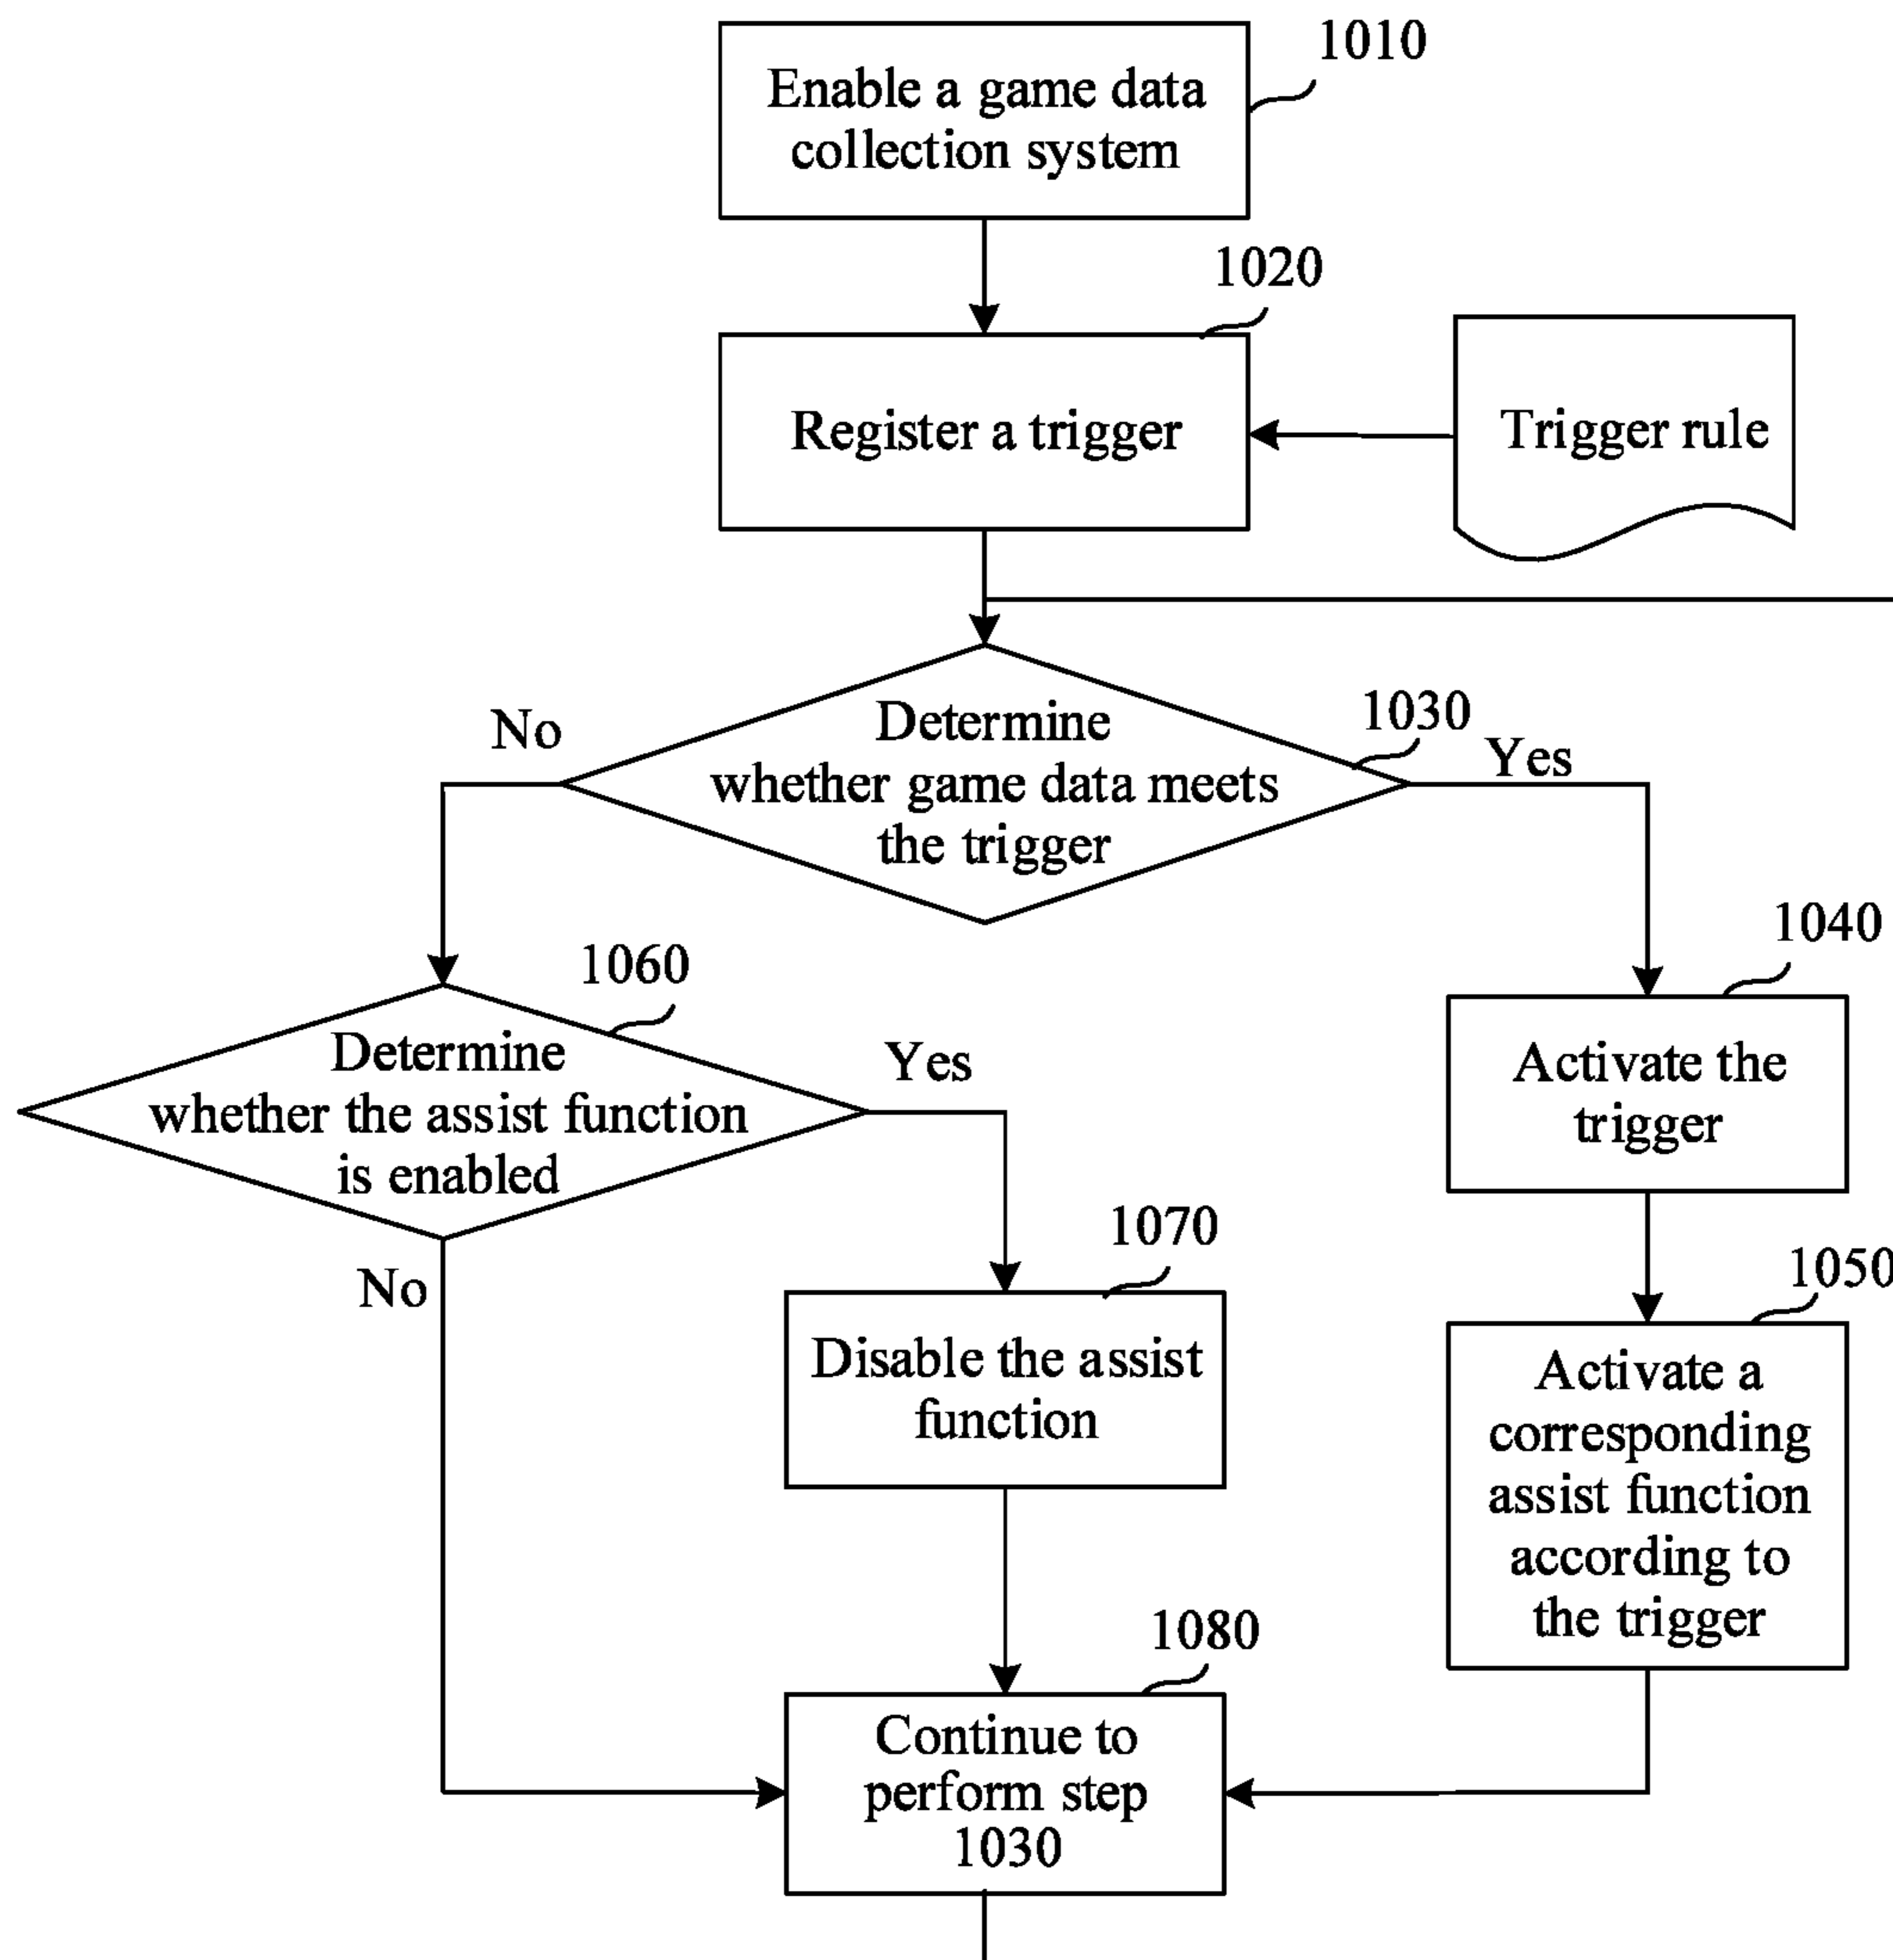 1010
Enable a game data
collection system
1020
Register a trigger
Trigger rule
No
Determine
whether game data meets
the trigger
1030
Yes
1040
1060
Determine
whether the assist function
is enabled
Yes
Activate the
trigger
No
1070
Disable the assist
function
1050
Activate a
corresponding
assist function
according to
the trigger
1080
Continue to
perform step
1030